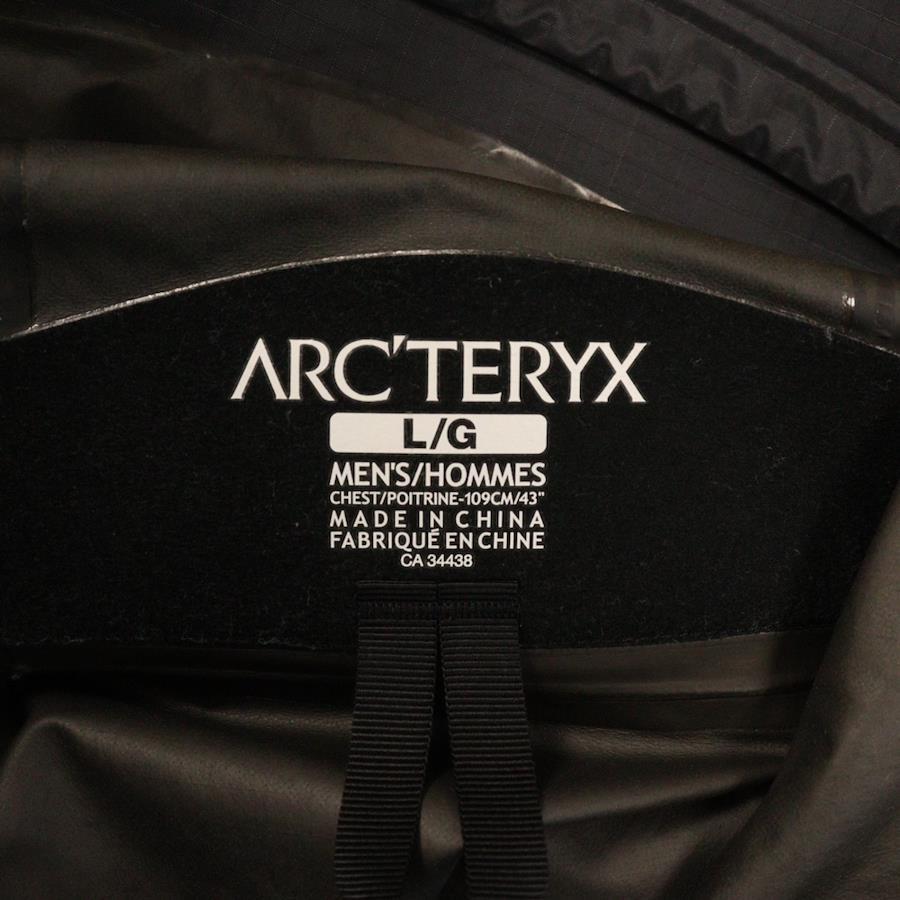 ARC'TERYX
L/G
MEN'S/HOMMES
CHEST/POITRINE-109CM/43"
MADE IN CHINA
FABRIQUÉ EN CHINE
CA 34438